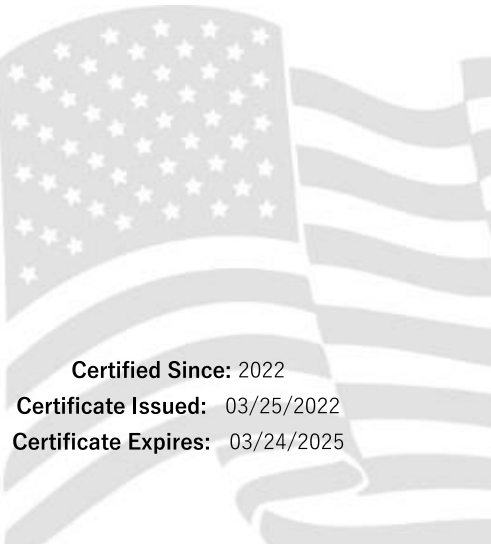 Certified Since: 2022
Certificate Issued: 03/25/2022
Certificate Expires: 03/24/2025